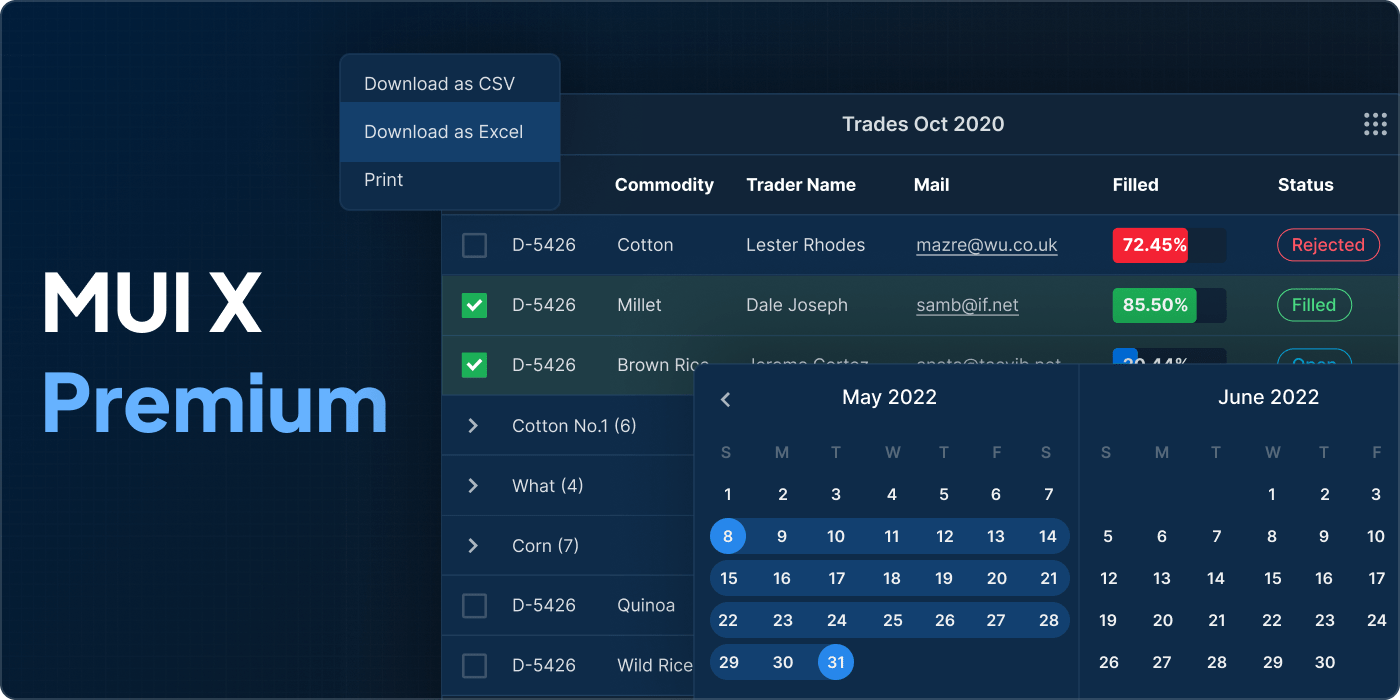 Download as CSV
Download as Excel
Print
MUI X
Premium
Trades Oct 2020
Commodity Trader Name Mail Filled Status
D-5426 Cotton Lester Rhodes mazre@wu.co.uk 72.45% Rejected
D-5426 Millet Dale Joseph samb@if.net 85.50% Filled
D-5426 Brown Rice Open
Cotton No.1 (6)
What (4)
Corn (7)
D-5426 Quinoa
D-5426 Wild Rice
May 2022
S M T W T F S
1 2 3 4 5 6 7
8 9 10 11 12 13 14
15 16 17 18 19 20 21
22 23 24 25 26 27 28
29 30 31
June 2022
S M T W T F
1 2 3
5 6 7 8 9 10
12 13 14 15 16 17
19 20 21 22 23 24
26 27 28 29 30